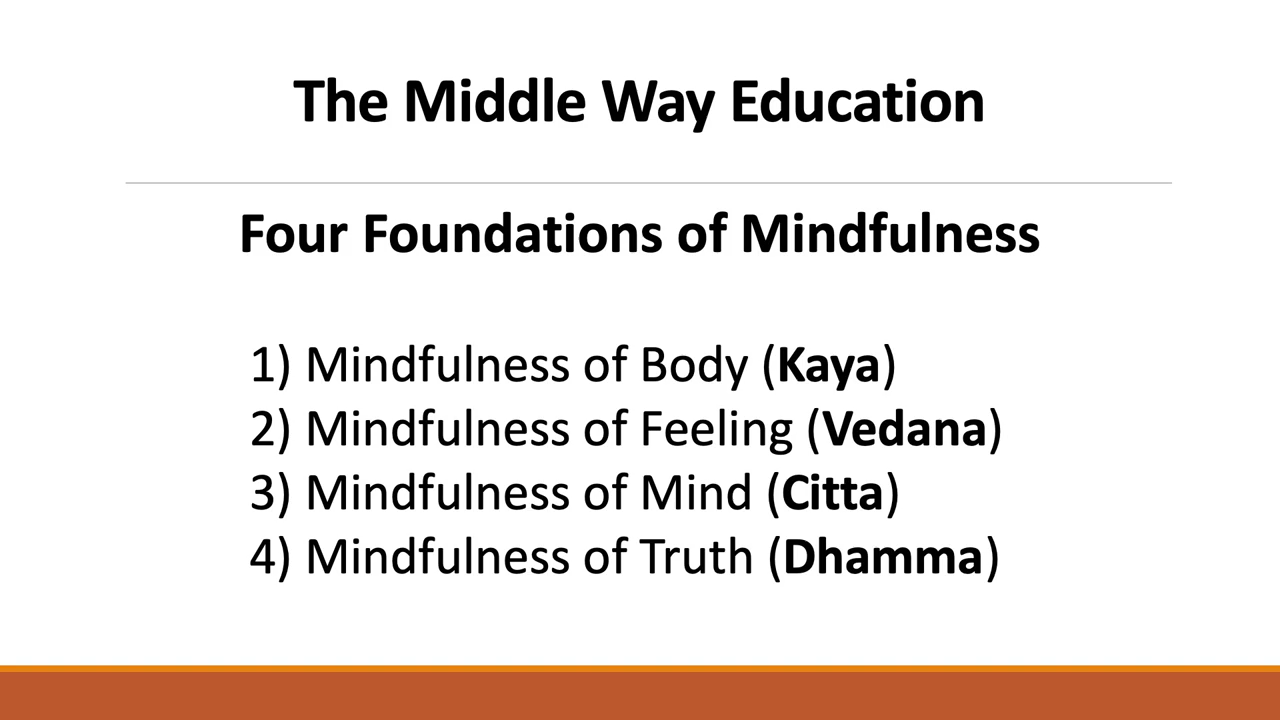 The Middle Way Education
Four Foundations of Mindfulness
1) Mindfulness of Body (Kaya)
2) Mindfulness of Feeling (Vedana)
3) Mindfulness of Mind (Citta)
4) Mindfulness of Truth (Dhamma)